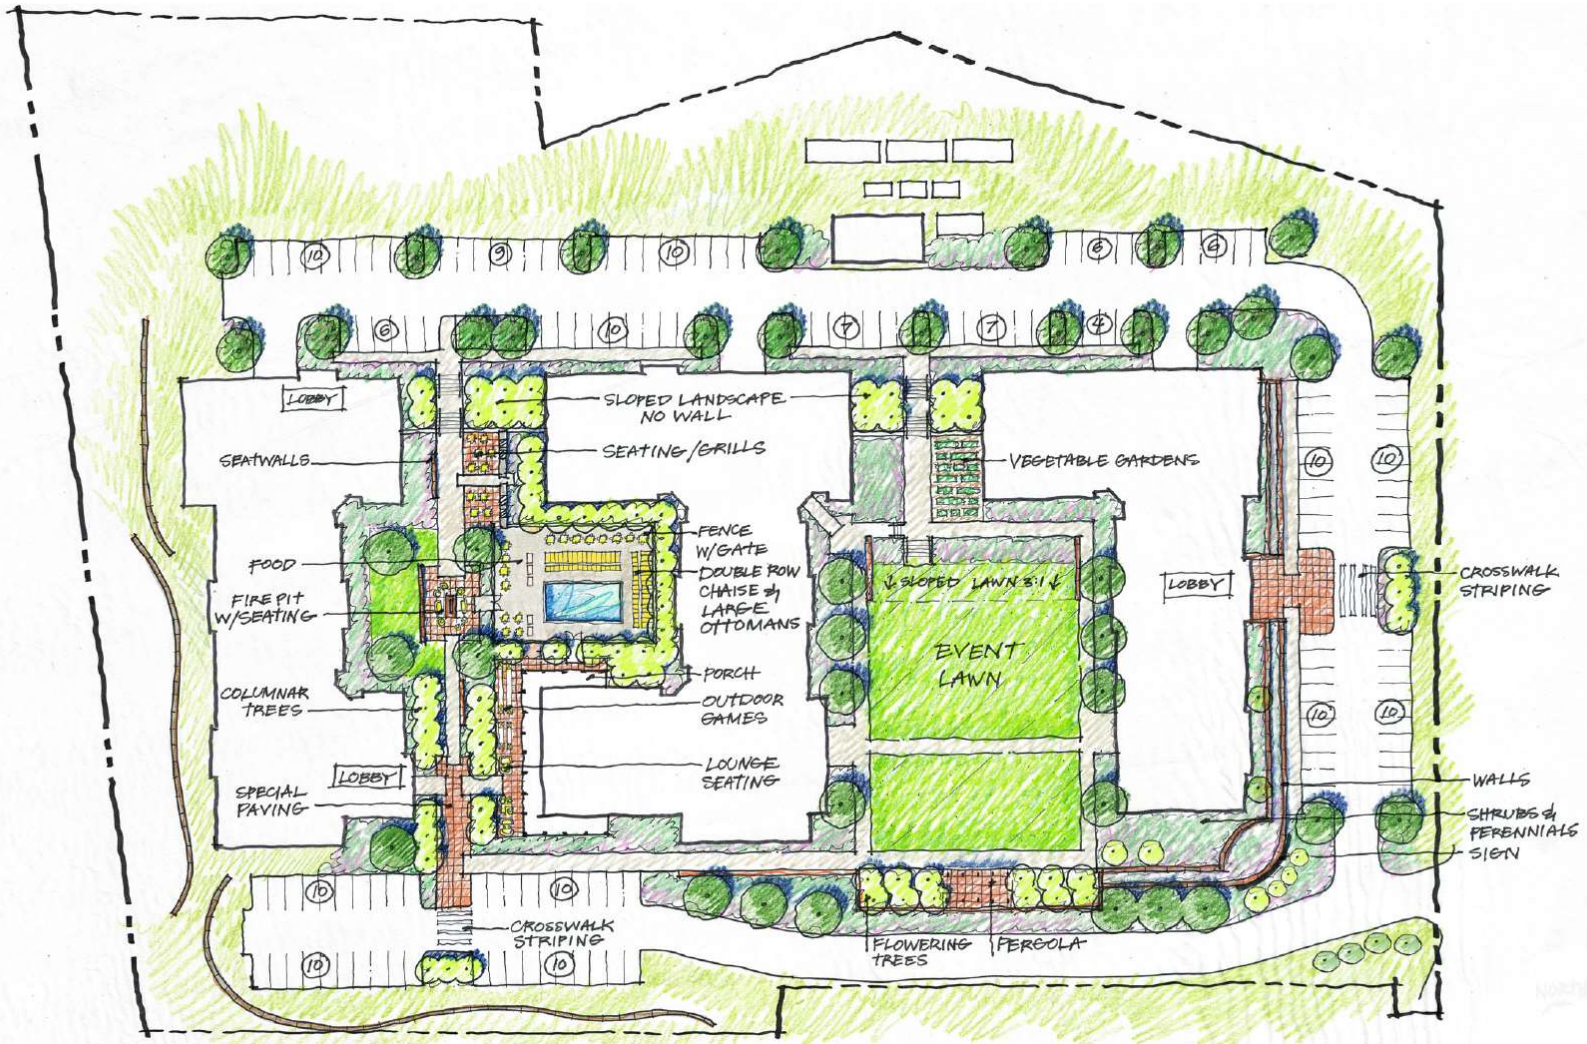 10
9
10
8
6
6
10
7
7
4
LOBBY
SLOPED LANDSCAPE
NO WALL
SEATING/GRILLS
SEATWALLS
VEGETABLE GARDENS
10
10
FENCE
W/GATE
FOOD
DOUBLE ROW
CHAISE &
LARGE
OTTOMANS
FIREPIT
W/SEATING
↓ SLOPED LAWN 3:1 ↓
LOBBY
CROSSWALK
STRIPING
EVENT
LAWN
PORCH
COLUMNAR
TREES
OUTDOOR
GAMES
10
10
LOUNGE
SEATING
LOBBY
SPECIAL
PAVING
WALLS
SHRUBS &
PERENNIALS
SIGN
10
10
CROSSWALK
STRIPING
FLOWERING
TREES
PERGOLA
10
10